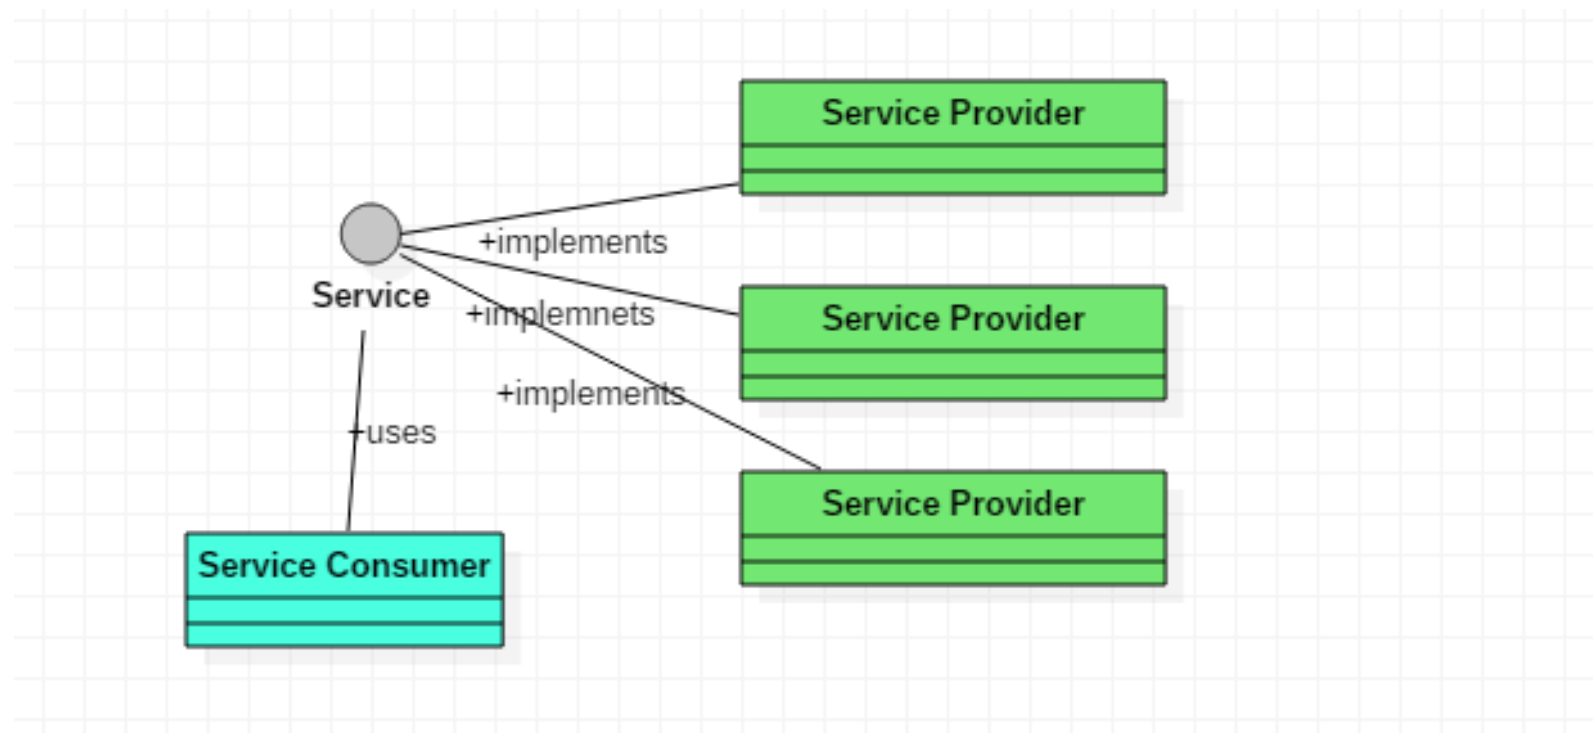 Service Provider
+implements
Service
Service Provider
+implemnets
+implements
+uses
Service Provider
Service Consumer